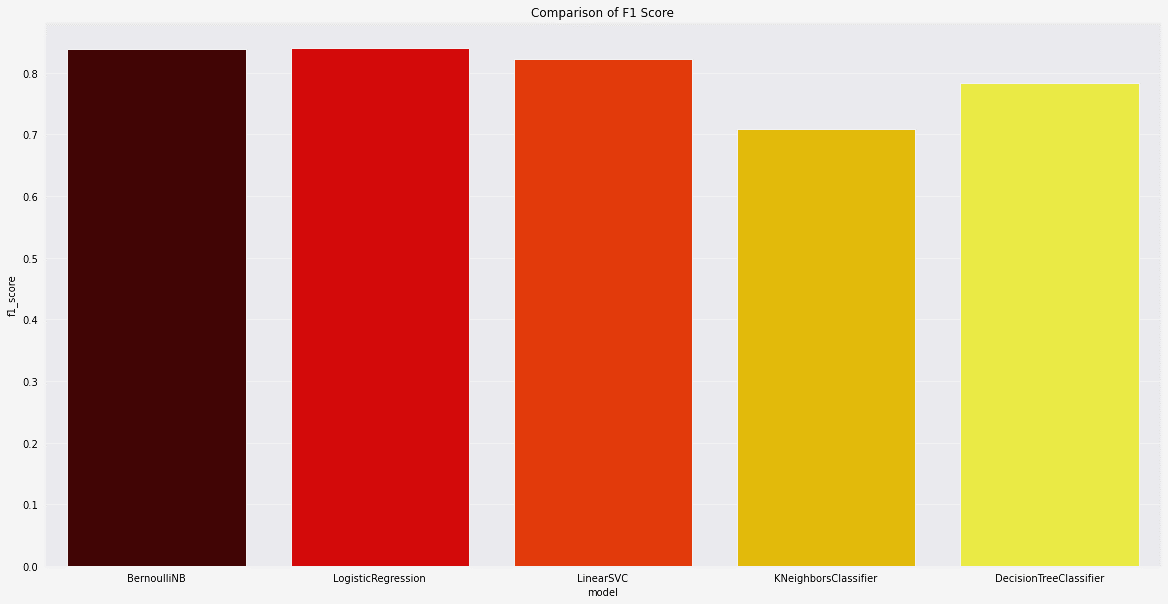 Comparison of F1 Score
f1_score
0.8
0.7
0.6
0.5
0.4
0.3
0.2
0.1
0.0
BernoulliNB LogisticRegression LinearSVC KNeighborsClassifier DecisionTreeClassifier
model